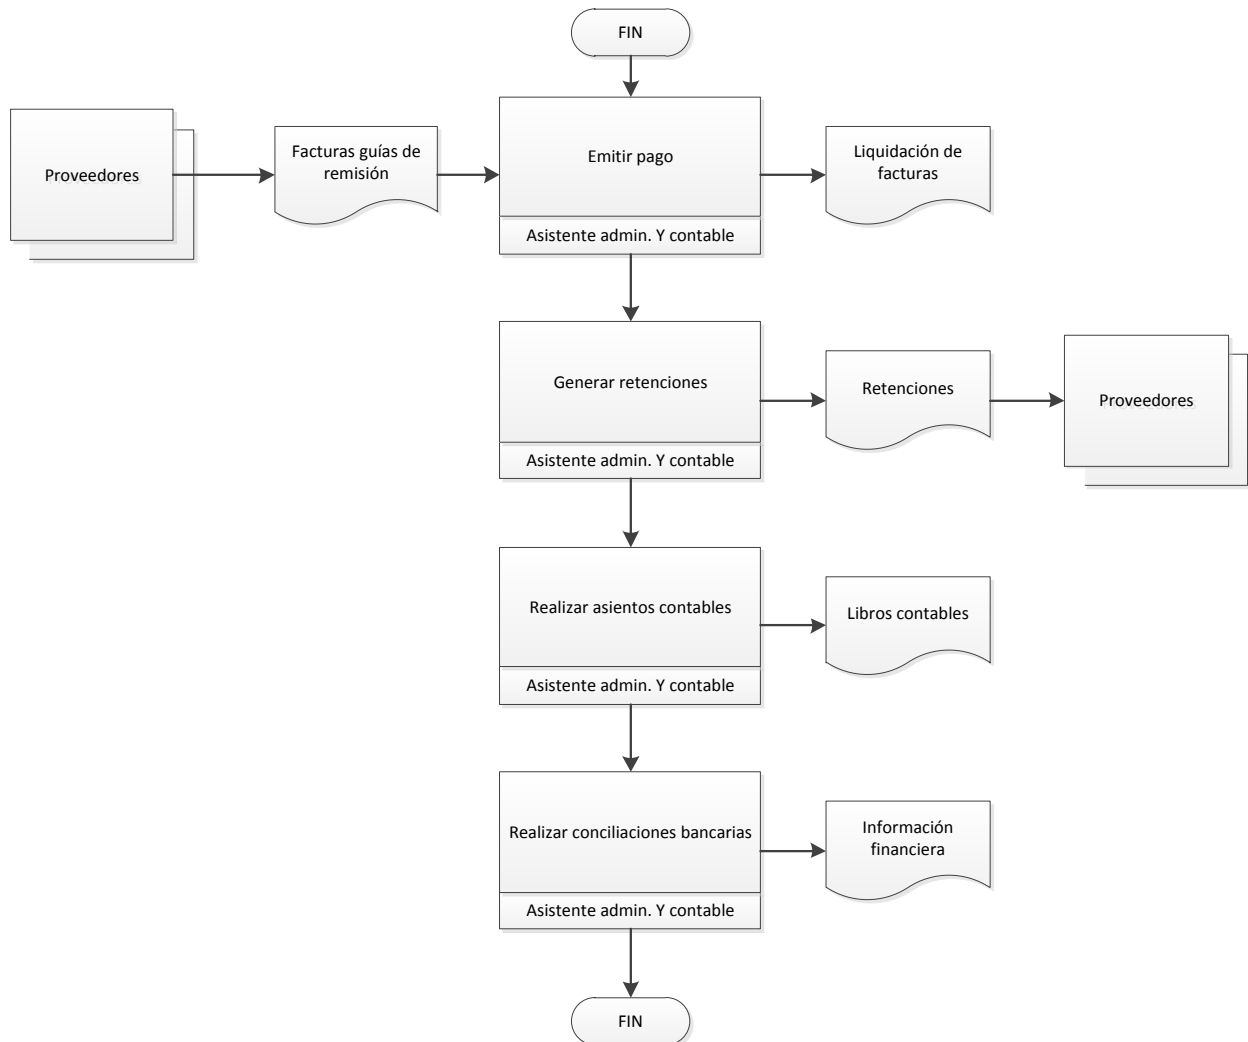 FIN
Proveedores
Facturas guías de
remisión
Emitir pago
Liquidación de
facturas
Asistente admin. Y contable
Generar retenciones
Retenciones
Proveedores
Asistente admin. Y contable
Realizar asientos contables
Libros contables
Asistente admin. Y contable
Realizar conciliaciones bancarias
Información
financiera
Asistente admin. Y contable
FIN